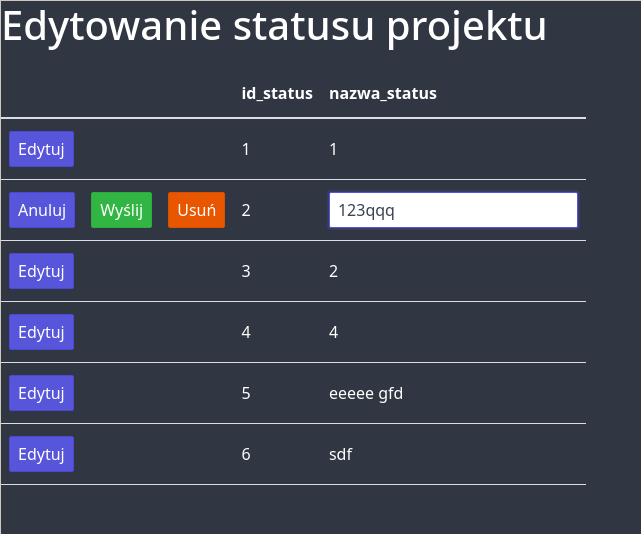 Edytowanie statusu projektu
id_status nazwa_status
Edytuj 1 1
Anuluj Wyślij Usuń 2 123qqq
Edytuj 3 2
Edytuj 4 4
Edytuj 5 eeeee gfd
Edytuj 6 sdf